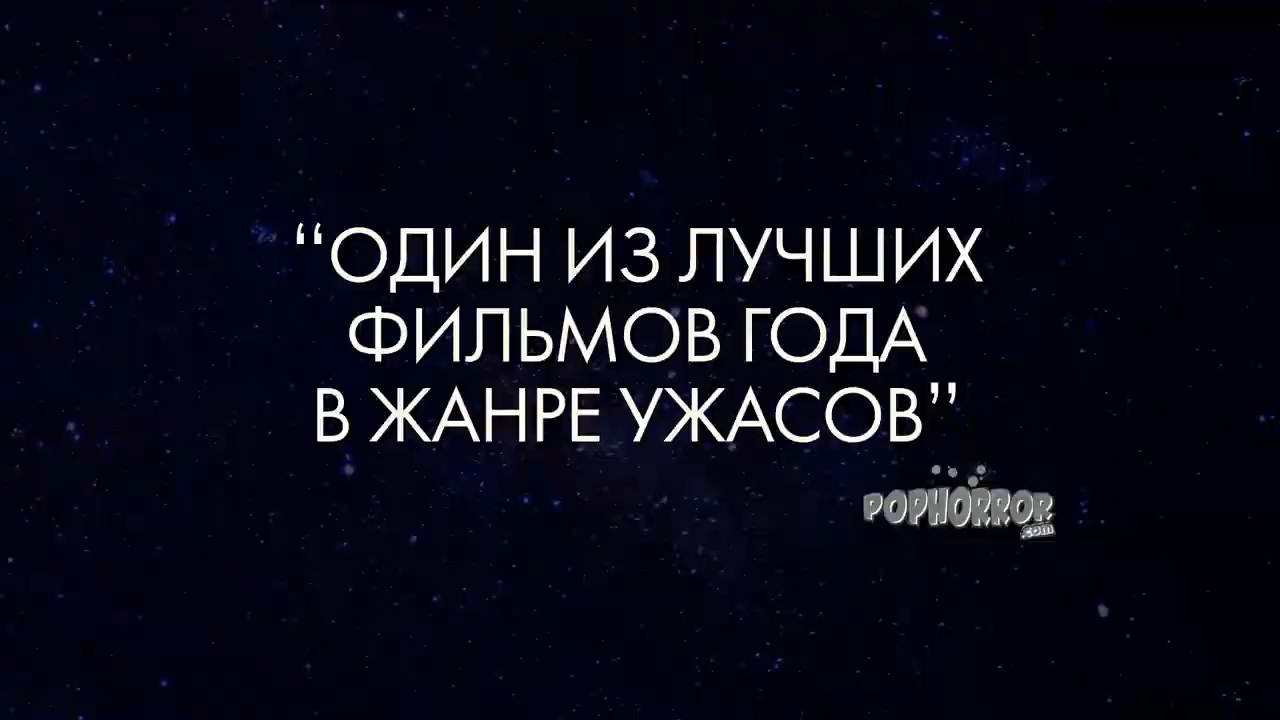 “ОДИН ИЗ ЛУЧШИХ
ФИЛЬМОВ ГОДА
В ЖАНРЕ УЖАСОВ”
POPHORROR
.com